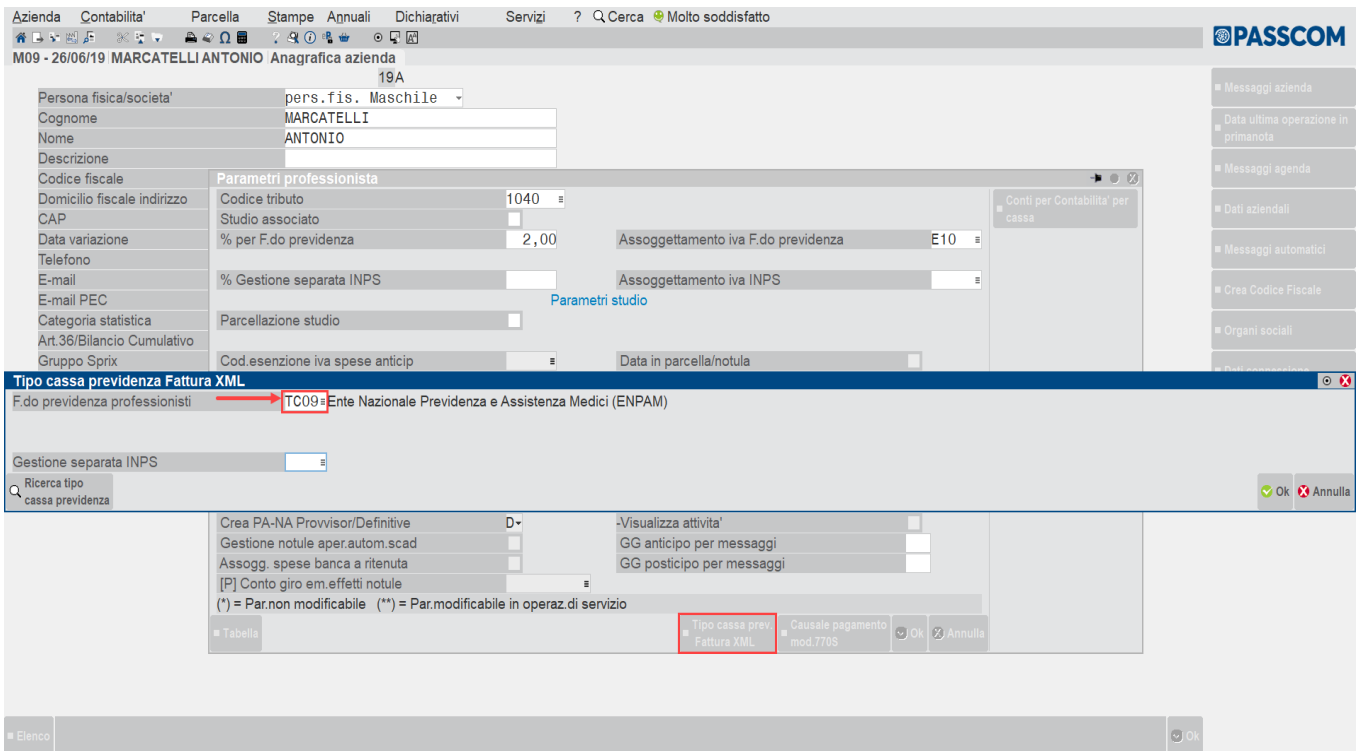 Azienda Contabilita' Parcella Stampe Annuali Dichiarativi Servizi ? Cerca Molto soddisfatto
PASSCOM
M09 - 26/06/19 MARCATELLI ANTONIO Anagrafica azienda
19A
Persona fisica/societa' pers.fis. Maschile
Cognome MARCATELLI
Nome ANTONIO
Descrizione
Codice fiscale
Domicilio fiscale indirizzo
CAP
Data variazione
Telefono
E-mail
E-mail PEC
Categoria statistica
Art.36/Bilancio Cumulativo
Gruppo Sprix
Parametri professionista
Codice tributo 1040
Studio associato
% per F.do previdenza 2,00 Assoggettamento iva F.do previdenza E10
% Gestione separata INPS Assoggettamento iva INPS
Parametri studio
Parcellazione studio
Cod.esenzione iva spese anticip Data in parcella/notula
Conti per Contabilita' per
cassa
Messaggi azienda
Data ultima operazione in
primanota
Messaggi agenda
Dati aziendali
Messaggi automatici
Crea Codice Fiscale
Organi sociali
Dati connessione
Tipo cassa previdenza Fattura XML
F.do previdenza professionisti TC09 Ente Nazionale Previdenza e Assistenza Medici (ENPAM)
Gestione separata INPS
Ricerca tipo
cassa previdenza
Ok Annulla
Crea PA-NA Provvisor/Definitive D -Visualizza attivita'
Gestione notule aper.autom.scad GG anticipo per messaggi
Assogg. spese banca a ritenuta GG posticipo per messaggi
[P] Conto giro em.effetti notule
(*) = Par.non modificabile (**) = Par.modificabile in operaz.di servizio
Tabella
Tipo cassa prev.
Fattura XML
Causale pagamento
mod.770S
Ok Annulla
Elenco
Ok